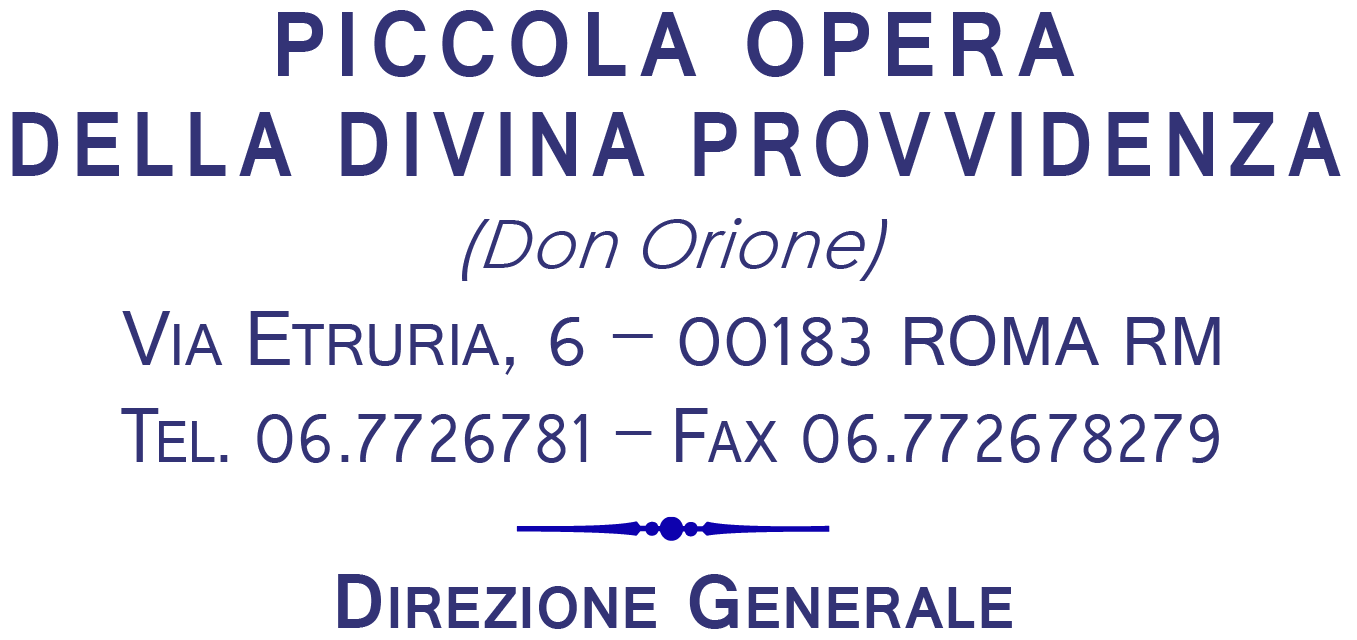 PICCOLA OPERA
DELLA DIVINA PROVVIDENZA
(Don Orione)
VIA ETRURIA, 6 – 00183 ROMA RM
TEL. 06.7726781 – FAX 06.772678279
DIREZIONE GENERALE